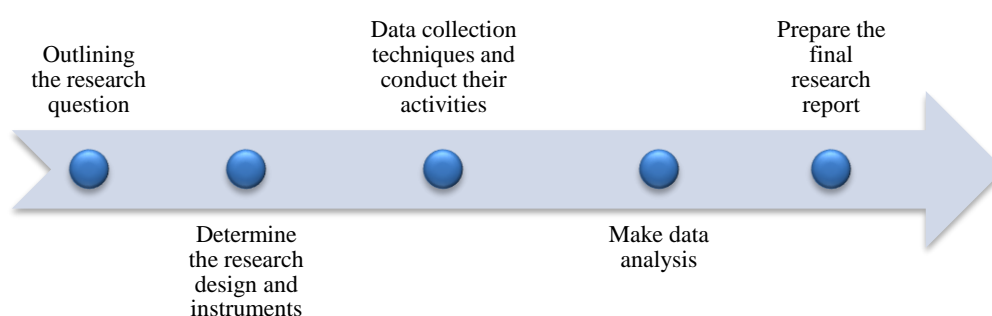 Outlining
the research
question
Determine
the research
design and
instruments
Data collection
techniques and
conduct their
activities
Make data
analysis
Prepare the
final
research
report